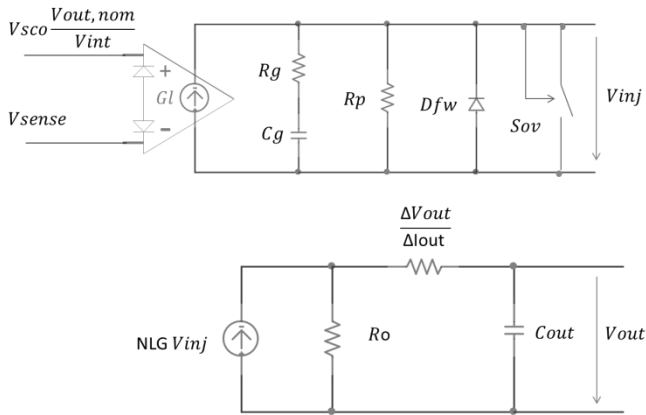 Vsco Vout, nom
Vint
+
Gl
Vsense
−
Rg
Cg
Rp
Dfw
Sov
Vinj
ΔVout
ΔIout
NLG Vinj
Ro
Cout
Vout